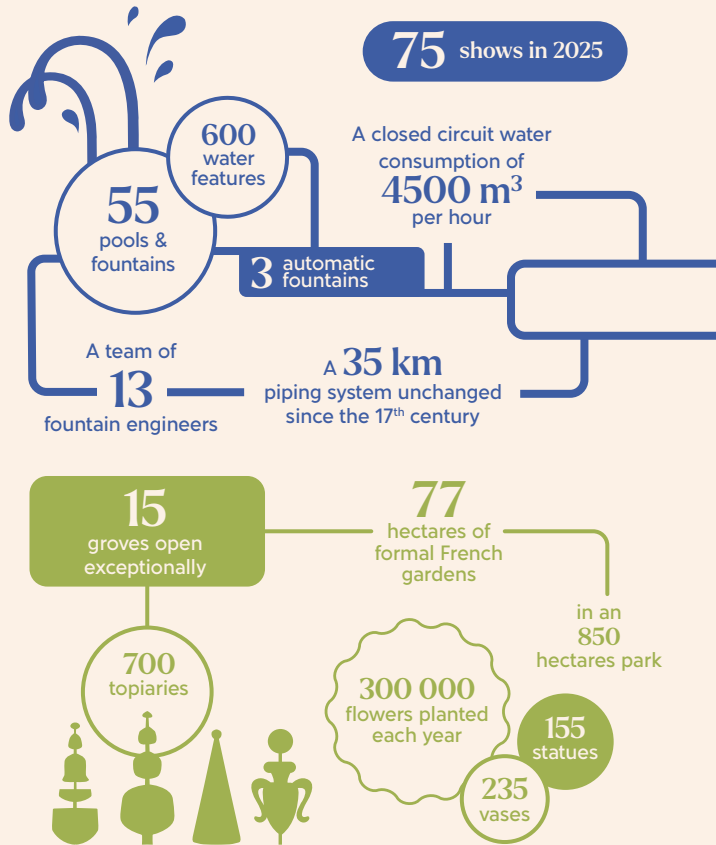 75 shows in 2025
600
water
features
55
pools &
fountains
A closed circuit water
consumption of
4500 m³
per hour
3 automatic
fountains
A team of
13
fountain engineers
A 35 km
piping system unchanged
since the 17th century
15
groves open
exceptionally
77
hectares of
formal French
gardens
in an
850
hectares park
700
topiaries
300 000
flowers planted
each year
155
statues
235
vases